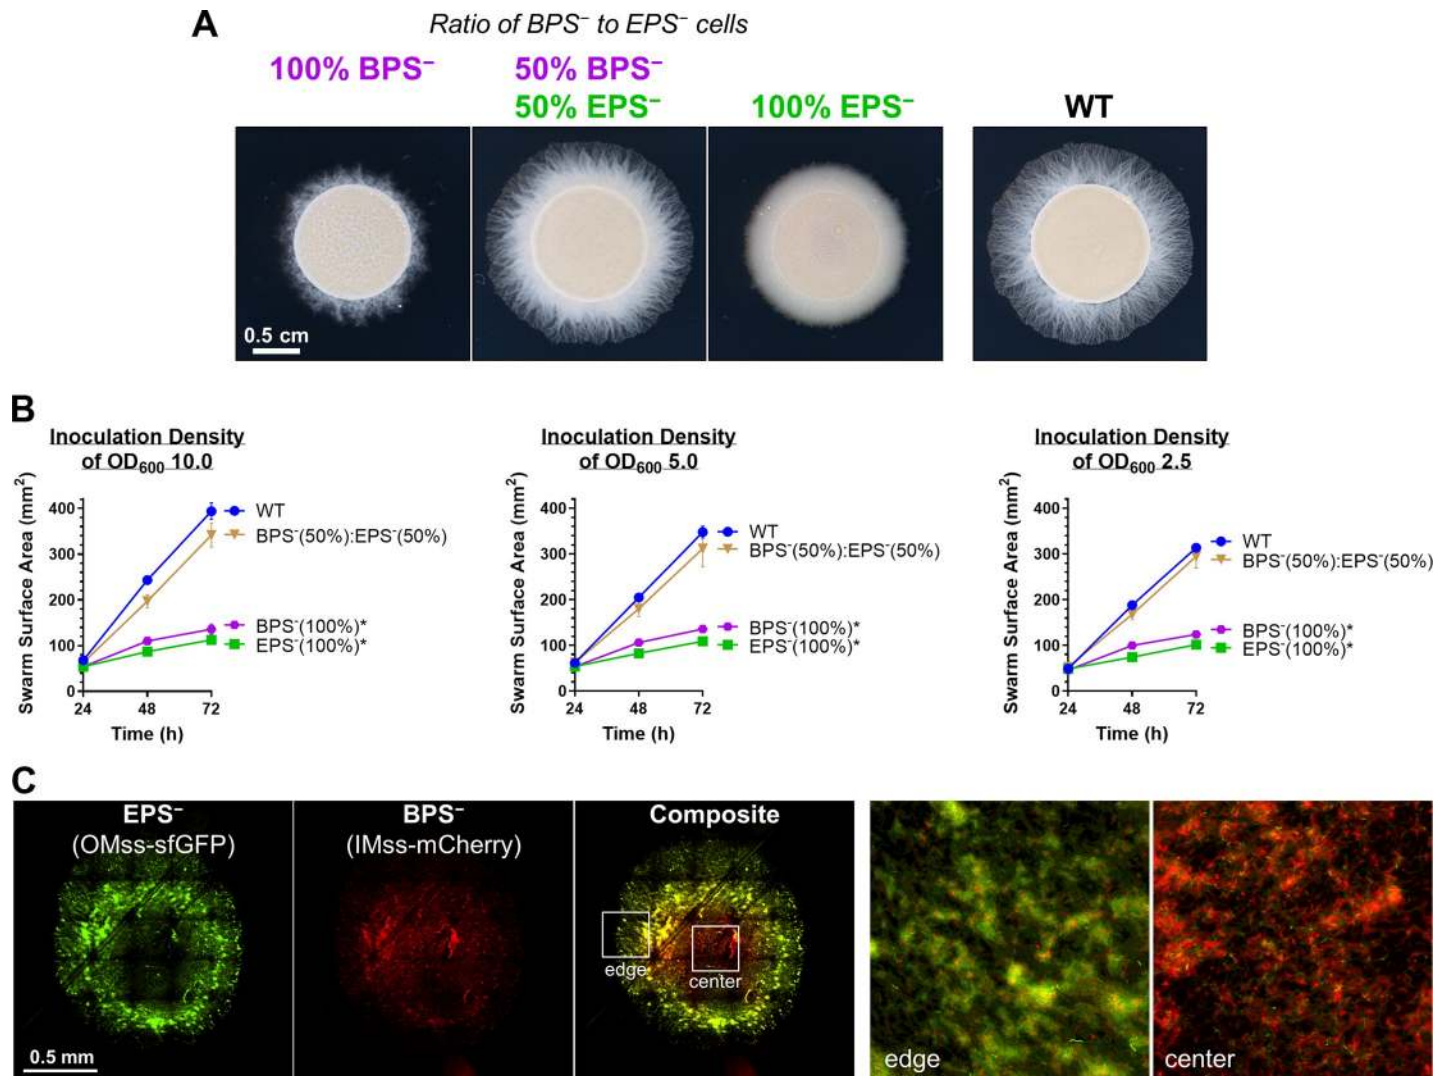 A
Ratio of BPS⁻ to EPS⁻ cells
100% BPS⁻
50% BPS⁻
50% EPS⁻
100% EPS⁻
WT
0.5 cm
B
Inoculation Density
of OD₆₀₀ 10.0
Swarm Surface Area (mm²)
400
300
200
100
0
24
48
72
Time (h)
WT
BPS⁻(50%):EPS⁻(50%)
BPS⁻(100%)*
EPS⁻(100%)*
Inoculation Density
of OD₆₀₀ 5.0
Swarm Surface Area (mm²)
400
300
200
100
0
24
48
72
Time (h)
WT
BPS⁻(50%):EPS⁻(50%)
BPS⁻(100%)*
EPS⁻(100%)*
Inoculation Density
of OD₆₀₀ 2.5
Swarm Surface Area (mm²)
400
300
200
100
0
24
48
72
Time (h)
WT
BPS⁻(50%):EPS⁻(50%)
BPS⁻(100%)*
EPS⁻(100%)*
C
EPS⁻
(OMss-sfGFP)
0.5 mm
BPS⁻
(IMss-mCherry)
Composite
edge
center
edge
center